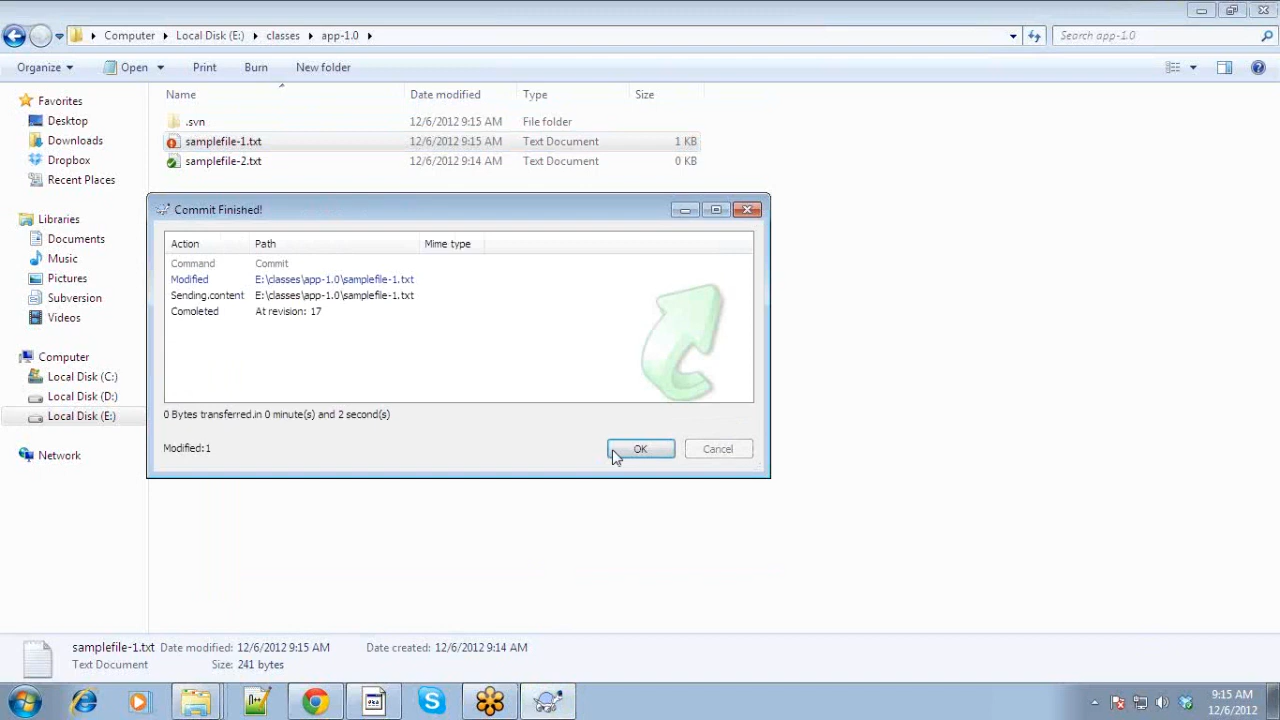 Computer Local Disk (E:) classes app-1.0 Search app-1.0
Organize Open Print Burn New folder
Name Date modified Type Size
Favorites
Desktop
Downloads
Dropbox
Recent Places
Libraries
Documents
Music
Pictures
Subversion
Videos
Computer
Local Disk (C:)
Local Disk (D:)
Local Disk (E:)
Network
.svn 12/6/2012 9:15 AM File folder
samplefile-1.txt 12/6/2012 9:15 AM Text Document 1 KB
samplefile-2.txt 12/6/2012 9:14 AM Text Document 0 KB
Commit Finished!
Action Path Mime type
Command Commit
Modified E:\classes\app-1.0\samplefile-1.txt
Sending content E:\classes\app-1.0\samplefile-1.txt
Completed At revision: 17
0 Bytes transferred in 0 minute(s) and 2 second(s)
Modified:1 OK Cancel
samplefile-1.txt Date modified: 12/6/2012 9:15 AM Date created: 12/6/2012 9:14 AM
Text Document Size: 241 bytes
9:15 AM
12/6/2012